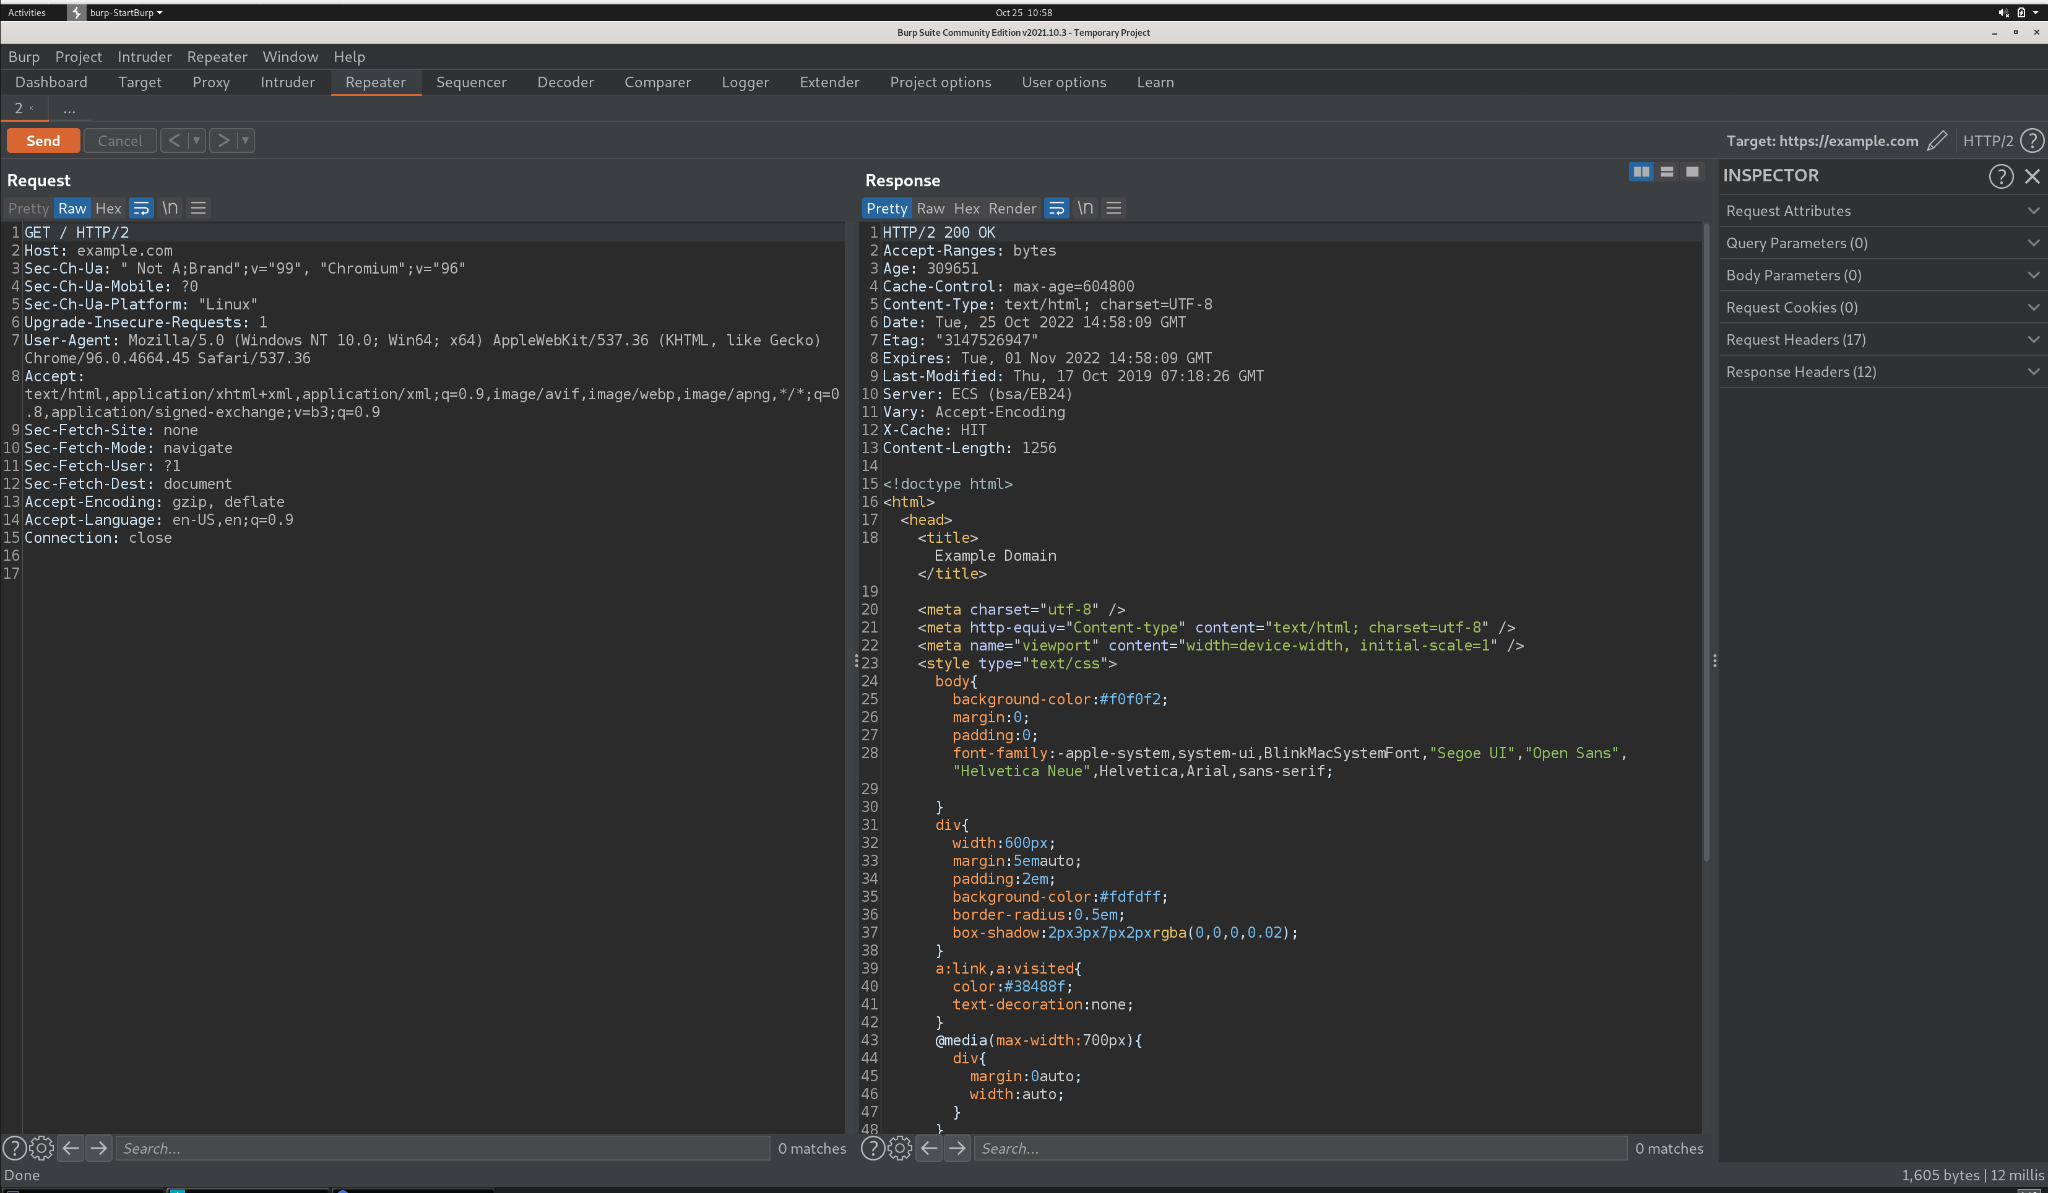 Activities burp-StartBurp Oct 25 10:58
Burp Suite Community Edition v2021.10.3 - Temporary Project
Burp Project Intruder Repeater Window Help
Dashboard Target Proxy Intruder Repeater Sequencer Decoder Comparer Logger Extender Project options User options Learn
2 × ...
Send Cancel < > Target: https://example.com HTTP/2 ?
Request
Pretty Raw Hex \n
1 GET / HTTP/2
2 Host: example.com
3 Sec-Ch-Ua: " Not A;Brand";v="99", "Chromium";v="96"
4 Sec-Ch-Ua-Mobile: ?0
5 Sec-Ch-Ua-Platform: "Linux"
6 Upgrade-Insecure-Requests: 1
7 User-Agent: Mozilla/5.0 (Windows NT 10.0; Win64; x64) AppleWebKit/537.36 (KHTML, like Gecko)
Chrome/96.0.4664.45 Safari/537.36
8 Accept:
text/html,application/xhtml+xml,application/xml;q=0.9,image/avif,image/webp,image/apng,*/*;q=0
.8,application/signed-exchange;v=b3;q=0.9
9 Sec-Fetch-Site: none
10 Sec-Fetch-Mode: navigate
11 Sec-Fetch-User: ?1
12 Sec-Fetch-Dest: document
13 Accept-Encoding: gzip, deflate
14 Accept-Language: en-US,en;q=0.9
15 Connection: close
16
17
? Search... 0 matches
Response
Pretty Raw Hex Render \n
1 HTTP/2 200 OK
2 Accept-Ranges: bytes
3 Age: 309651
4 Cache-Control: max-age=604800
5 Content-Type: text/html; charset=UTF-8
6 Date: Tue, 25 Oct 2022 14:58:09 GMT
7 Etag: "3147526947"
8 Expires: Tue, 01 Nov 2022 14:58:09 GMT
9 Last-Modified: Thu, 17 Oct 2019 07:18:26 GMT
10 Server: ECS (bsa/EB24)
11 Vary: Accept-Encoding
12 X-Cache: HIT
13 Content-Length: 1256
14
15 <!doctype html>
16 <html>
17 <head>
18 <title>
Example Domain
</title>
19
20 <meta charset="utf-8" />
21 <meta http-equiv="Content-type" content="text/html; charset=utf-8" />
22 <meta name="viewport" content="width=device-width, initial-scale=1" />
23 <style type="text/css">
24 body{
25 background-color:#f0f0f2;
26 margin:0;
27 padding:0;
28 font-family:-apple-system,system-ui,BlinkMacSystemFont,"Segoe UI","Open Sans",
"Helvetica Neue",Helvetica,Arial,sans-serif;
29
30 }
31 div{
32 width:600px;
33 margin:5emauto;
34 padding:2em;
35 background-color:#fdfdff;
36 border-radius:0.5em;
37 box-shadow:2px3px7px2pxrgba(0,0,0,0.02);
38 }
39 a:link,a:visited{
40 color:#38488f;
41 text-decoration:none;
42 }
43 @media(max-width:700px){
44 div{
45 margin:0auto;
46 width:auto;
47 }
48 }
? Search... 0 matches
INSPECTOR ?
Request Attributes
Query Parameters (0)
Body Parameters (0)
Request Cookies (0)
Request Headers (17)
Response Headers (12)
Done 1,605 bytes | 12 millis